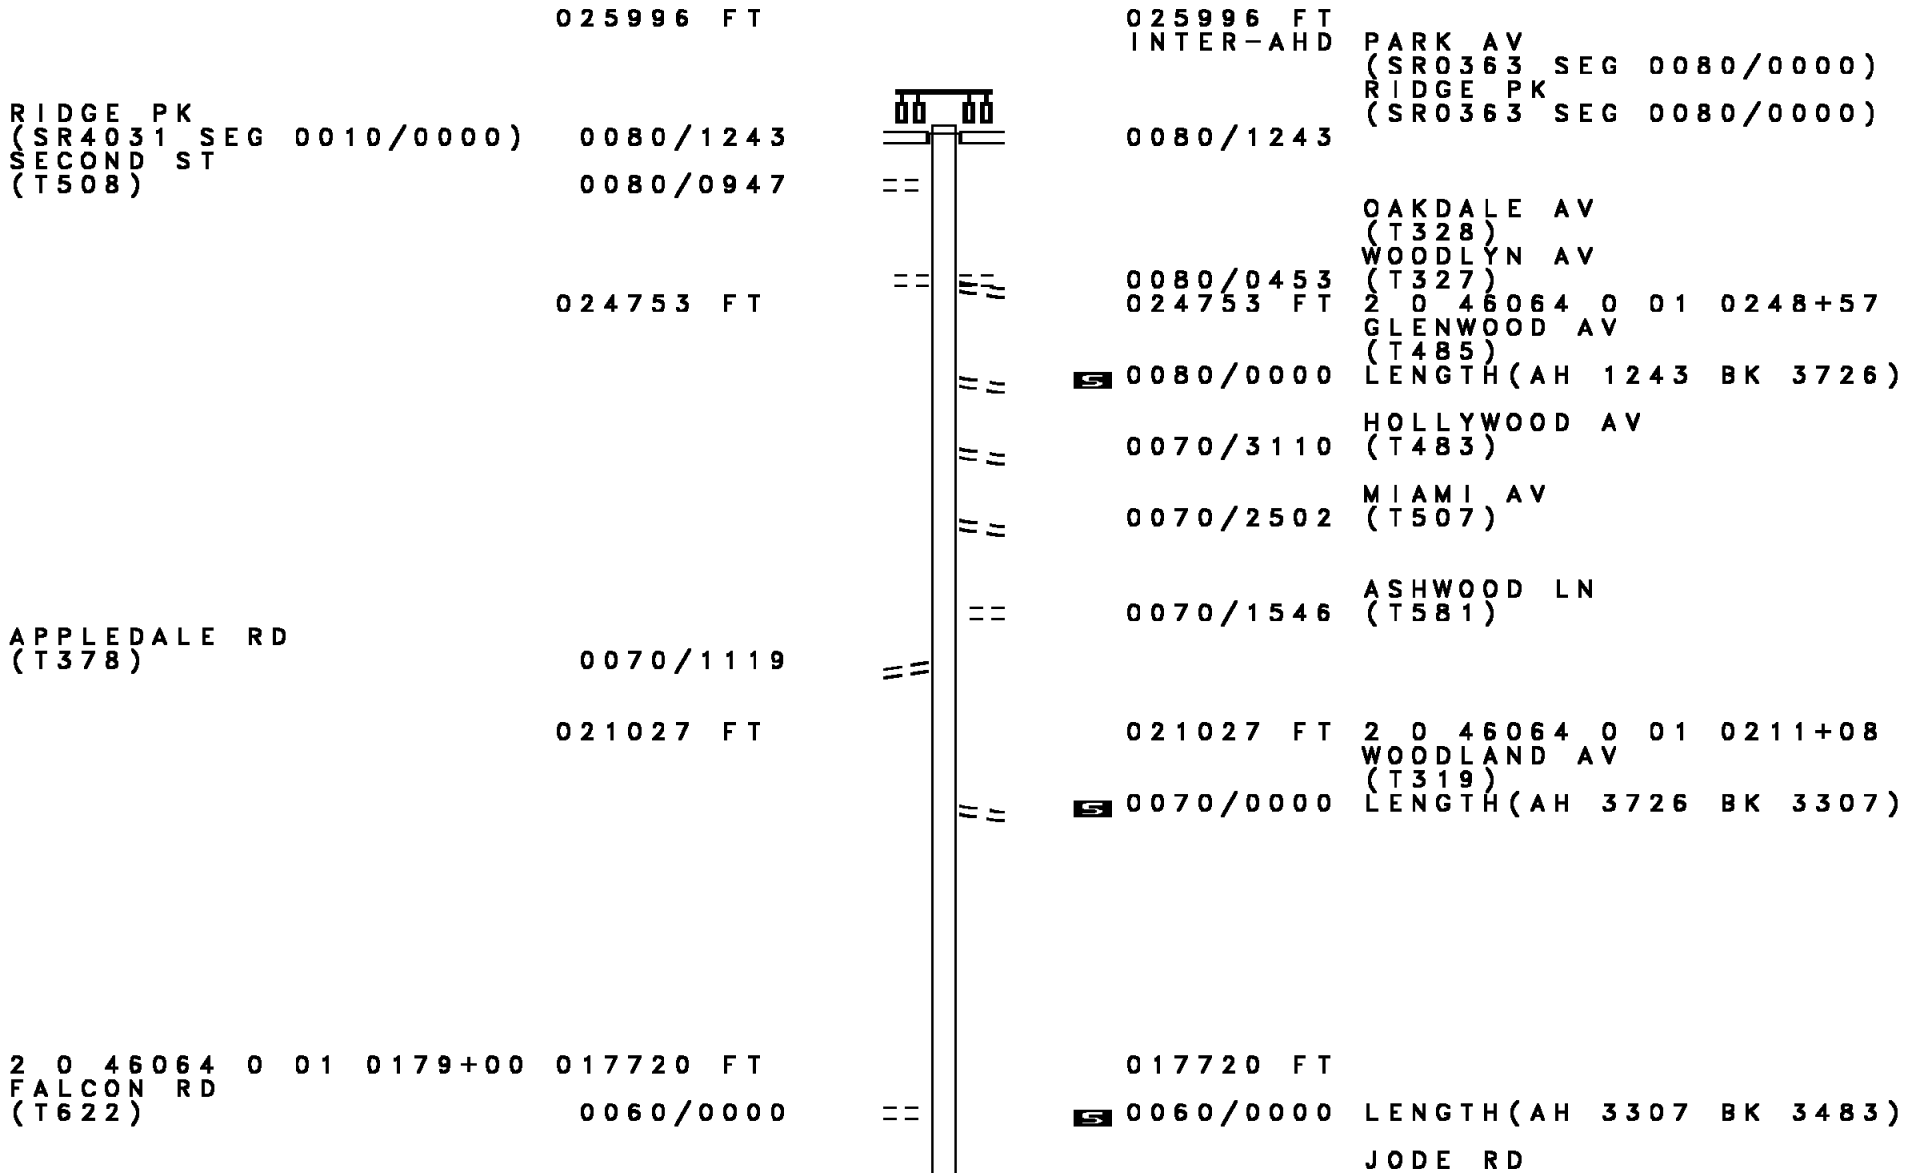 025996 FT 025996 FT
INTER-AHD PARK AV
(SR0363 SEG 0080/0000)
RIDGE PK
RIDGE PK (SR0363 SEG 0080/0000)
(SR4031 SEG 0010/0000) 0080/1243 0080/1243
SECOND ST
(T508) 0080/0947
OAKDALE AV
(T328)
WOODLYN AV
0080/0453 (T327)
024753 FT 024753 FT 2 0 46064 0 01 0248+57
GLENWOOD AV
(T485)
S 0080/0000 LENGTH(AH 1243 BK 3726)
HOLLYWOOD AV
0070/3110 (T483)
MIAMI AV
0070/2502 (T507)
ASHWOOD LN
0070/1546 (T581)
APPLEDALE RD
(T378) 0070/1119
021027 FT 021027 FT 2 0 46064 0 01 0211+08
WOODLAND AV
(T319)
S 0070/0000 LENGTH(AH 3726 BK 3307)
2 0 46064 0 01 0179+00 017720 FT 017720 FT
FALCON RD
(T622) 0060/0000 S 0060/0000 LENGTH(AH 3307 BK 3483)
JODE RD